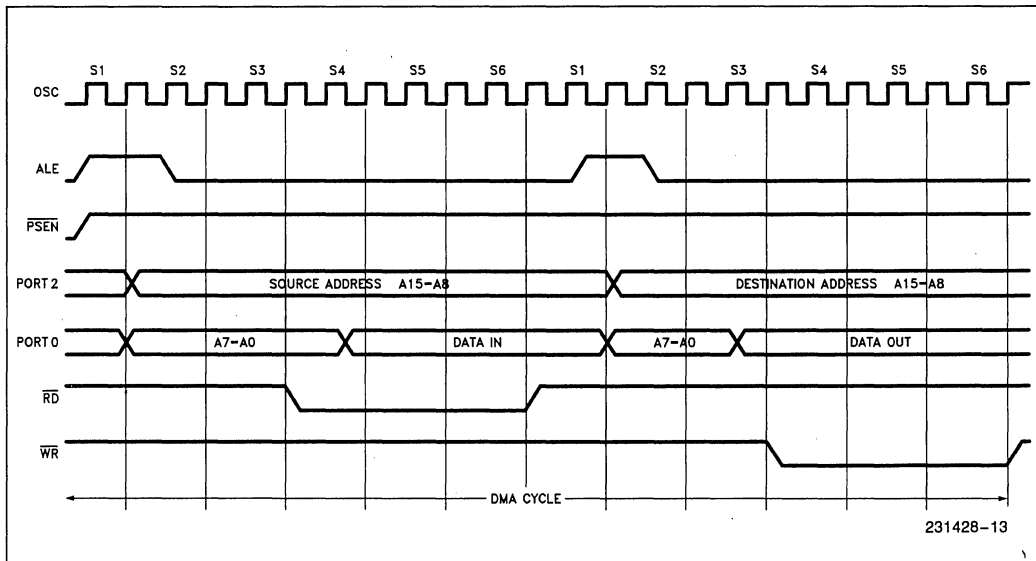 S1 S2 S3 S4 S5 S6 S1 S2 S3 S4 S5 S6
OSC
ALE
PSEN
PORT 2 SOURCE ADDRESS A15-A8 DESTINATION ADDRESS A15-A8
PORT 0 A7-A0 DATA IN A7-A0 DATA OUT
RD
WR
DMA CYCLE
231428-13